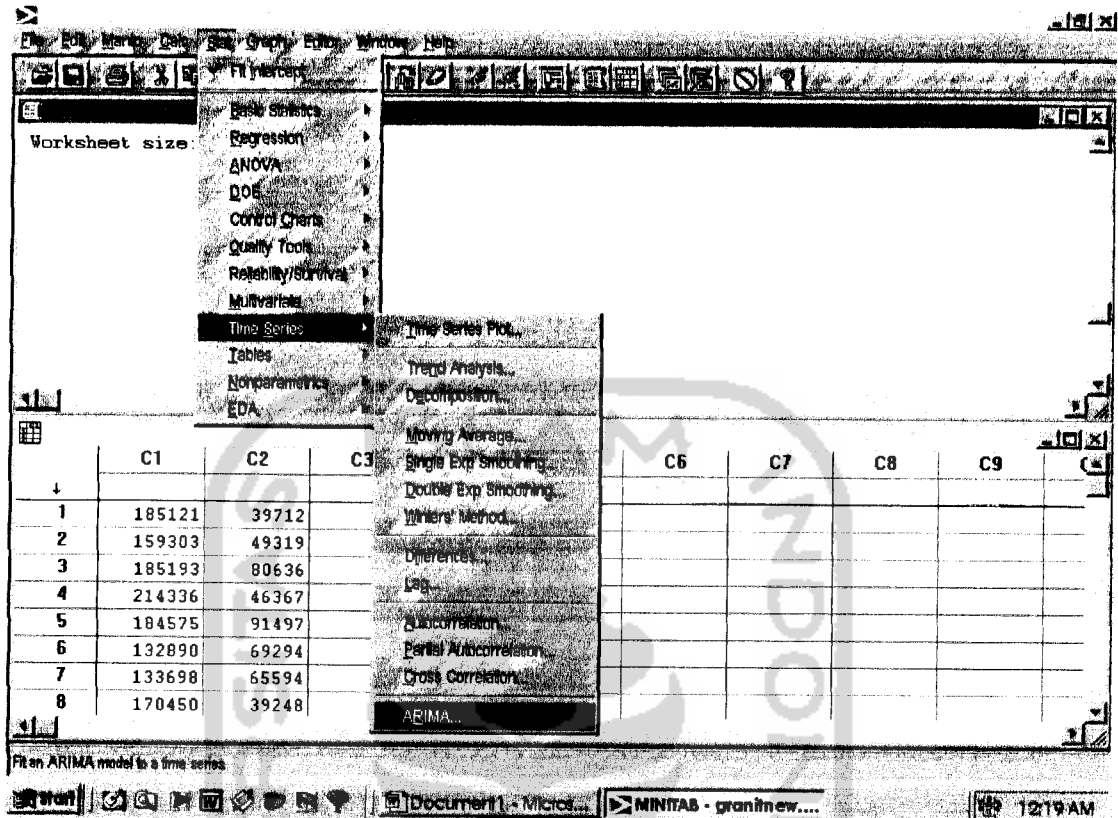 File Edit Manip Calc Stat Graph Editor Window Help
Fit Intercept
Worksheet size:
Basic Statistics
Regression
ANOVA
DOE
Control Charts
Quality Tools
Reliability/Survival
Multivariate
Time Series
Tables
Nonparametrics
EDA
Time Series Plot...
Trend Analysis...
Decomposition...
Moving Average...
Single Exp Smoothing...
Double Exp Smoothing...
Winters' Method...
Differences...
Lag...
Autocorrelation...
Partial Autocorrelation...
Cross Correlation...
ARIMA...
C1 C2 C3 C6 C7 C8 C9
↓
1 185121 39712
2 159303 49319
3 185193 80636
4 214336 46367
5 184575 91497
6 132890 69294
7 133698 65594
8 170450 39248
Fit an ARIMA model to a time series
Start Document1 - Micros... MINITAB - granitnew.... 12:19 AM